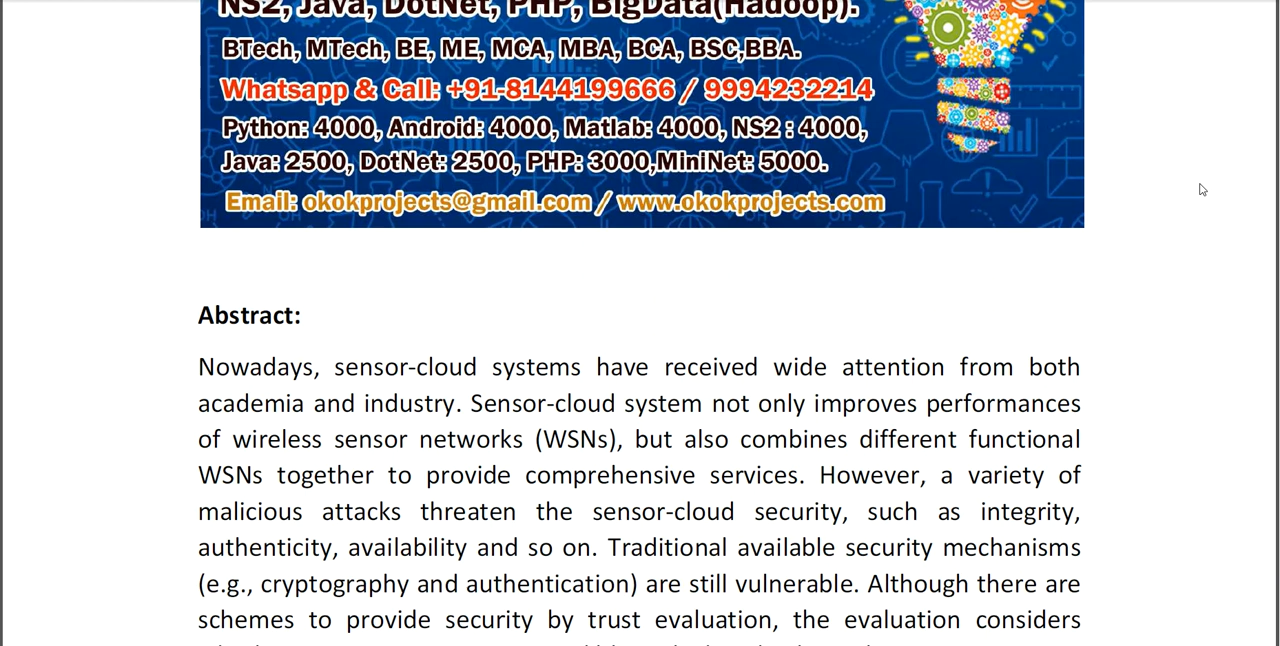 NS2, Java, DotNet, PHP, BigData(Hadoop).
BTech, MTech, BE, ME, MCA, MBA, BCA, BSC,BBA.
Whatsapp & Call: +91-8144199666 / 9994232214
Python: 4000, Android: 4000, Matlab: 4000, NS2 : 4000,
Java: 2500, DotNet: 2500, PHP: 3000,MiniNet: 5000.
Email: okokprojects@gmail.com / www.okokprojects.com
Abstract:
Nowadays, sensor-cloud systems have received wide attention from both
academia and industry. Sensor-cloud system not only improves performances
of wireless sensor networks (WSNs), but also combines different functional
WSNs together to provide comprehensive services. However, a variety of
malicious attacks threaten the sensor-cloud security, such as integrity,
authenticity, availability and so on. Traditional available security mechanisms
(e.g., cryptography and authentication) are still vulnerable. Although there are
schemes to provide security by trust evaluation, the evaluation considers